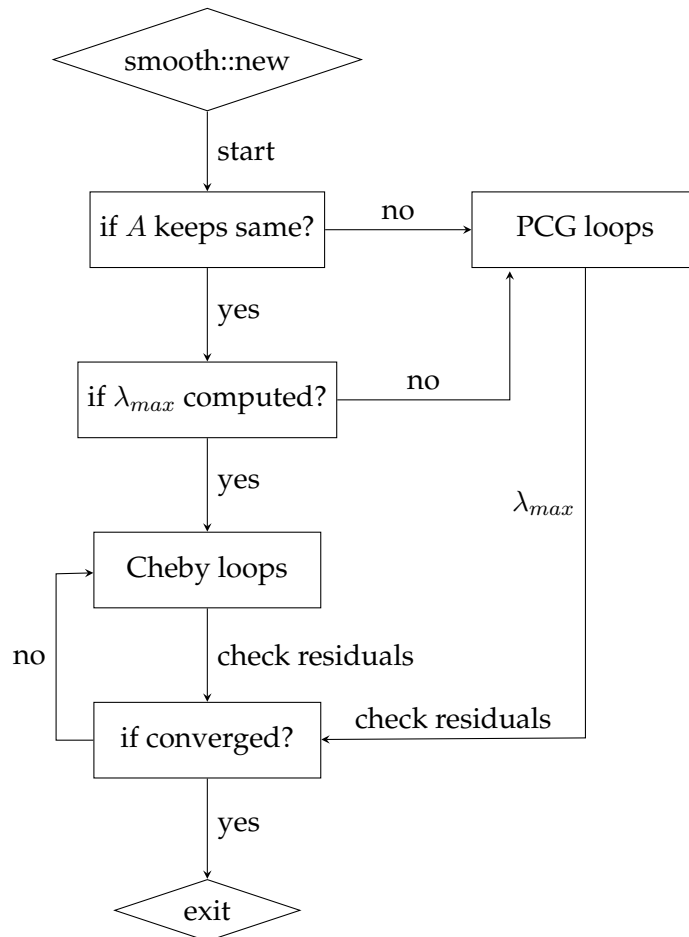 smooth::new
start
if A keeps same?
no
PCG loops
yes
if λmax computed?
no
yes
λmax
Cheby loops
no
check residuals
check residuals
if converged?
yes
exit